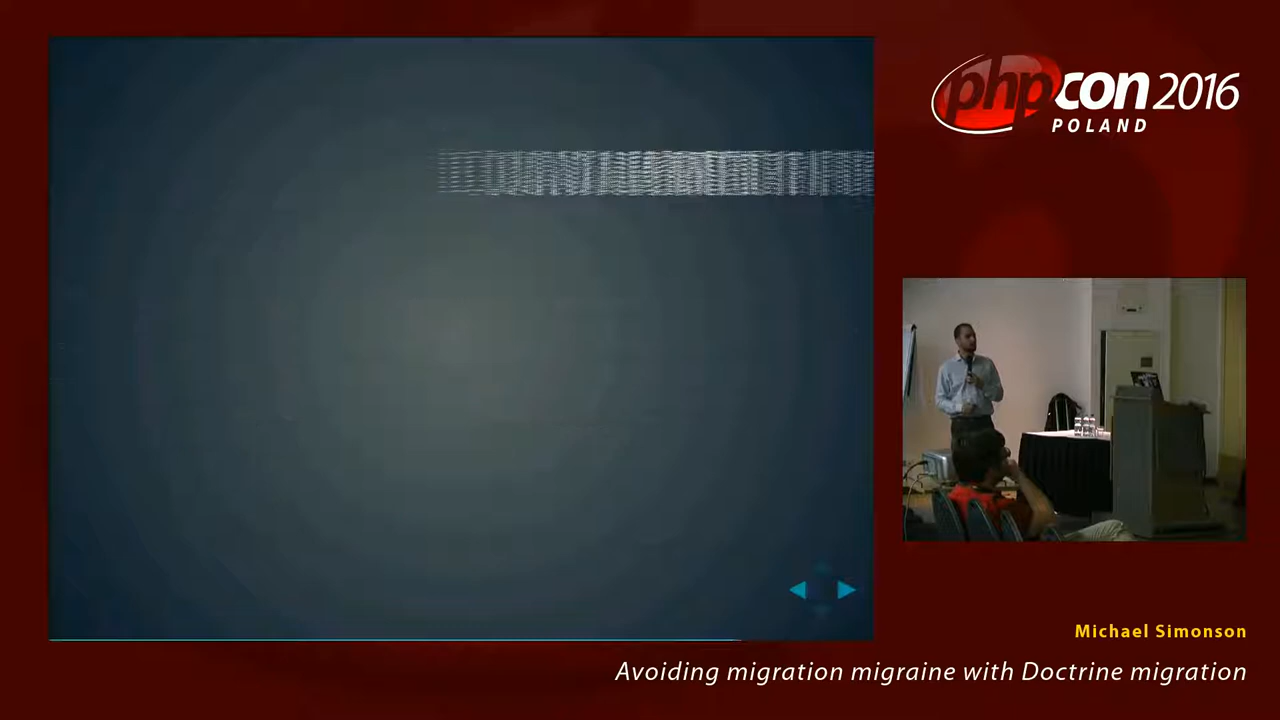 phpcon 2016
POLAND
Michael Simonson
Avoiding migration migraine with Doctrine migration